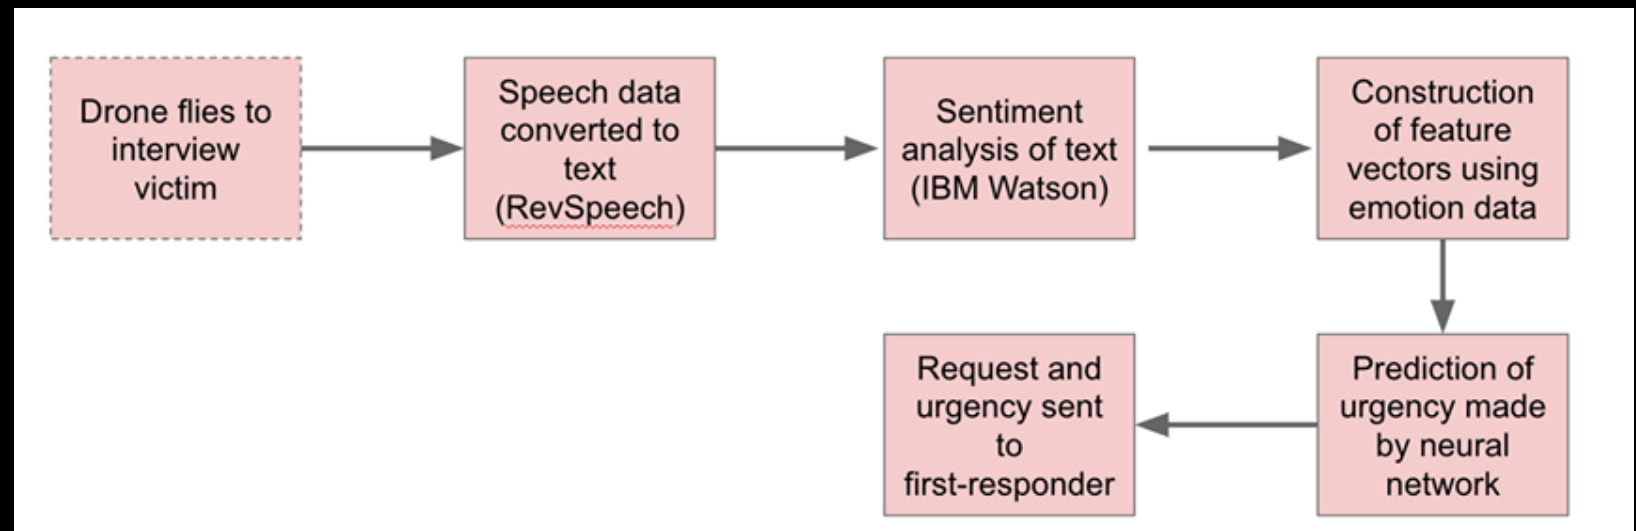 Drone flies to
interview
victim
Speech data
converted to
text
(RevSpeech)
Sentiment
analysis of text
(IBM Watson)
Construction
of feature
vectors using
emotion data
Prediction of
urgency made
by neural
network
Request and
urgency sent
to
first-responder